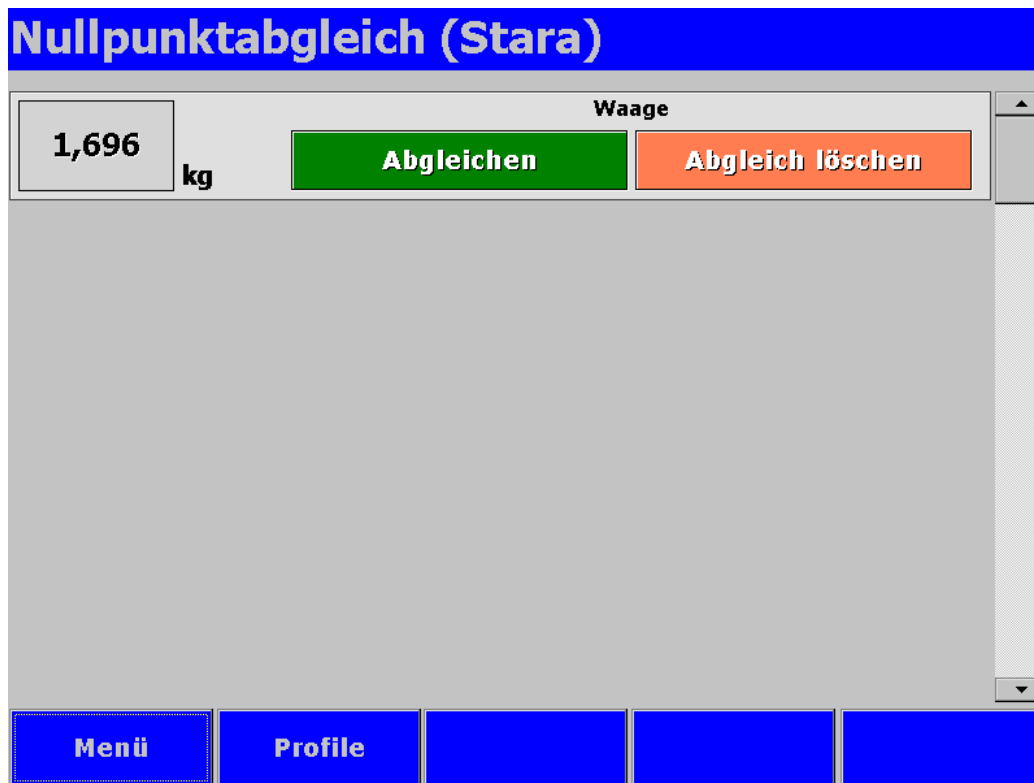 Nullpunktabgleich (Stara)
Waage
1,696 kg
Abgleichen Abgleich löschen
Menü Profile